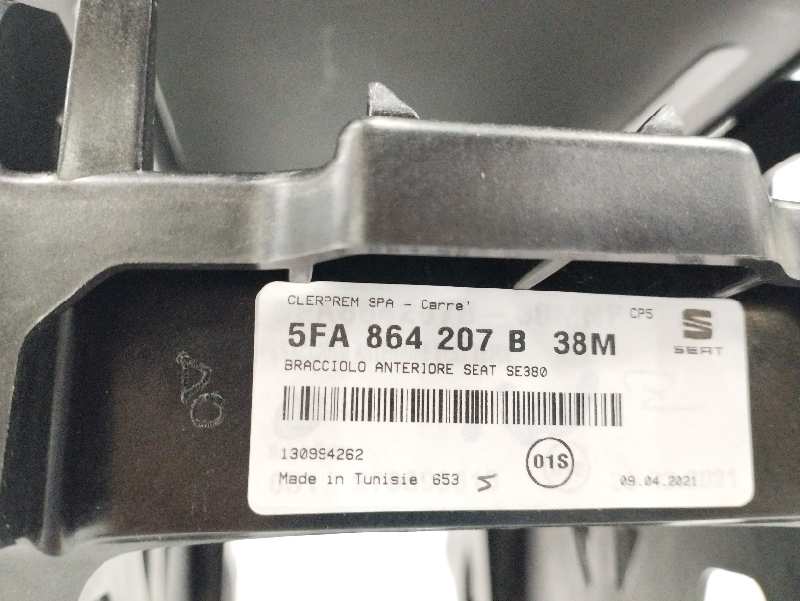 CLERPREM SPA - Carre'
CPS
5FA 864 207 B 38M
SEAT
BRACCIOLO ANTERIORE SEAT SE380
130994262
01S
Made in Tunisie 653
09.04.2021